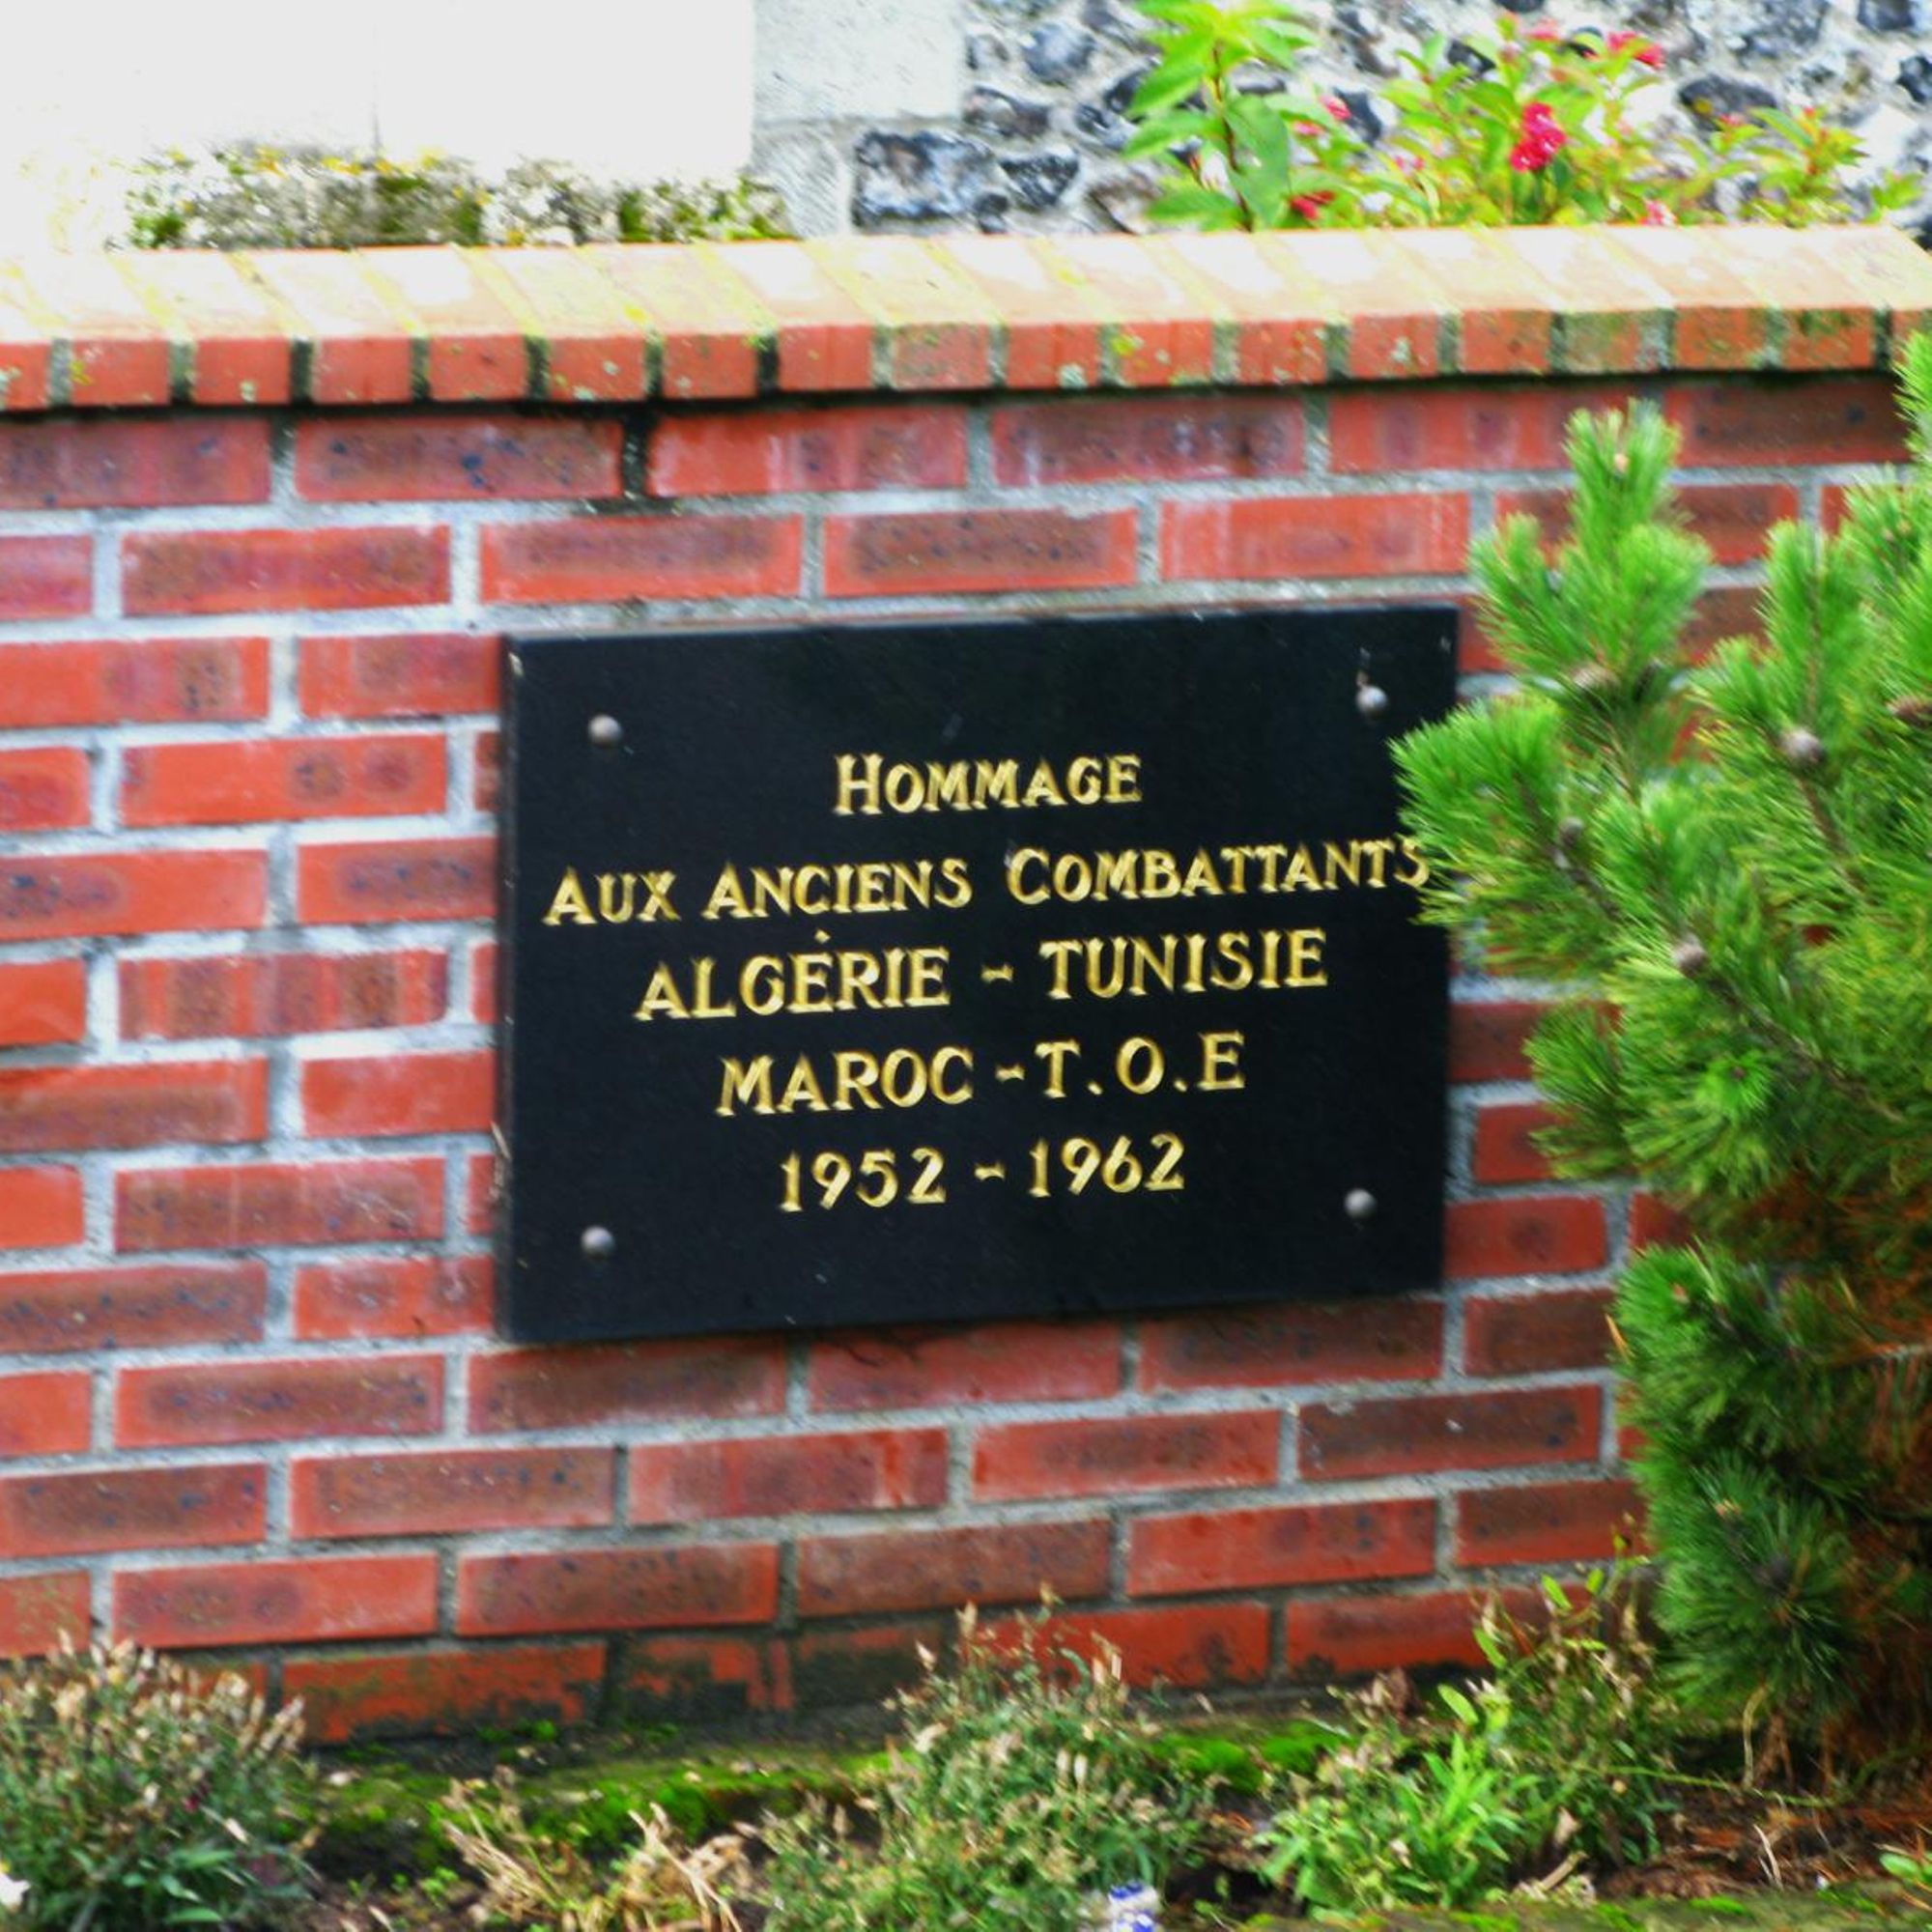 HOMMAGE
AUX ANCIENS COMBATTANTS
ALGÉRIE - TUNISIE
MAROC - T.O.E
1952 - 1962